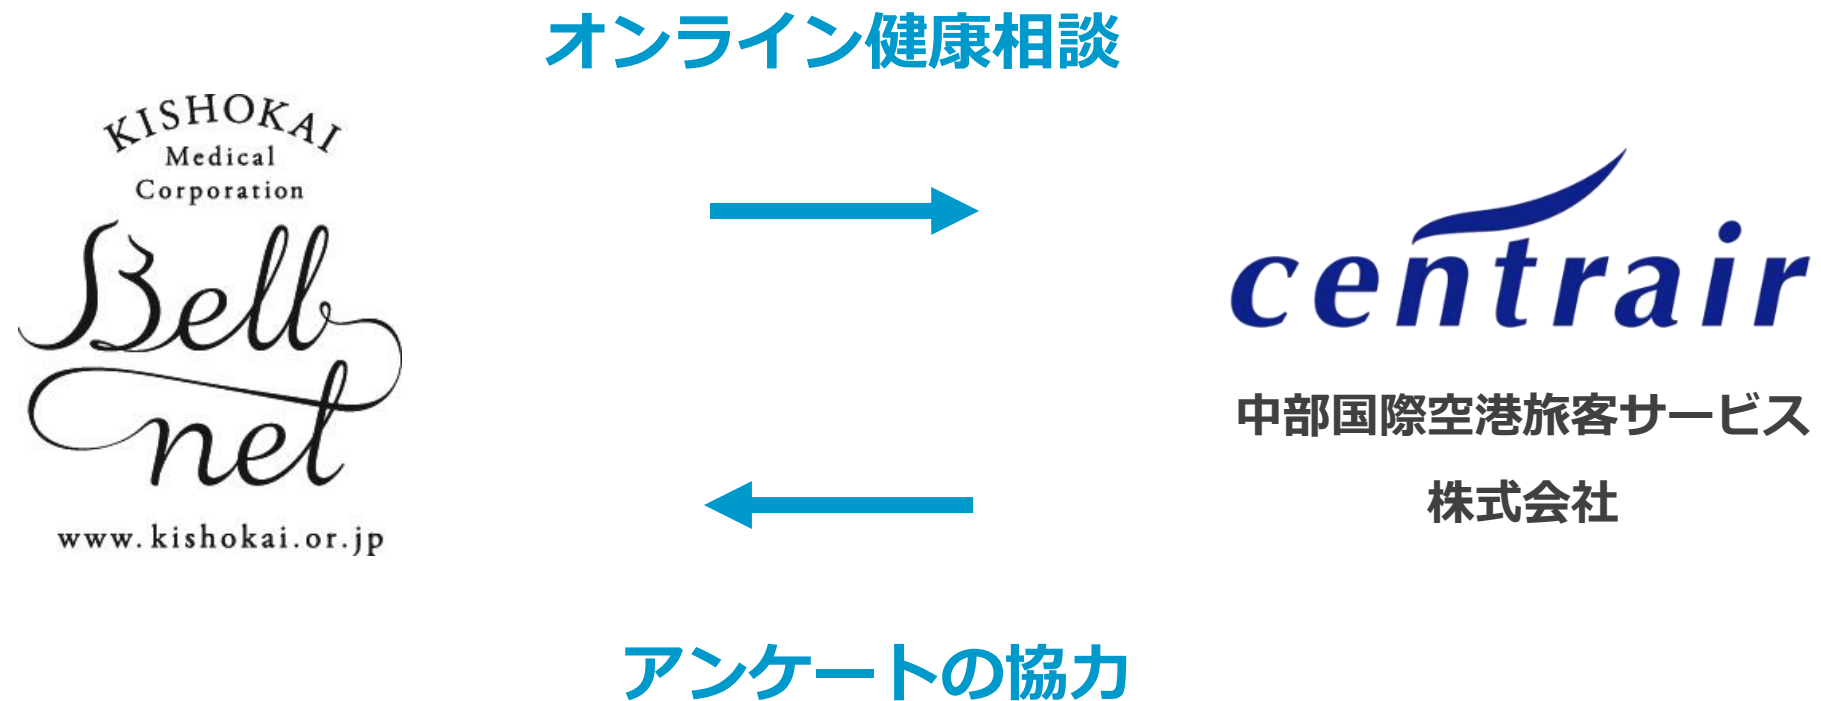 オンライン健康相談
KISHOKAI
Medical
Corporation
Bell
net
www.kishokai.or.jp
centrair
中部国際空港旅客サービス
株式会社
アンケートの協力